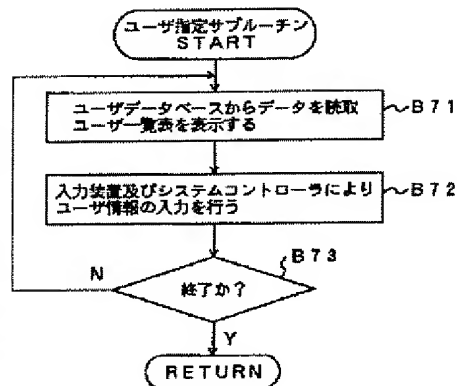 ユーザ指定サブルーチン
START
ユーザデータベースからデータを読取
ユーザ一覧表を表示する
B71
入力装置及びシステムコントローラにより
ユーザ情報の入力を行う
B72
B73
N
終了か?
Y
RETURN